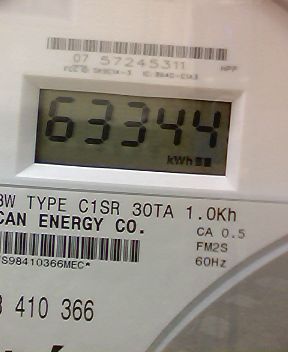 07 57245311
63344
kWh
3W TYPE C1SR 30TA 1.0Kh
CAN ENERGY CO.
CA 0.5
FM2S
60Hz
S98410366MEC*
410 366